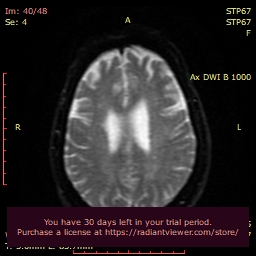 Im: 40/48 STP67
Se: 4 STP67
A F
Ax DWI B 1000
R L
You have 30 days left in your trial period.
Purchase a license at https://radiantviewer.com/store/